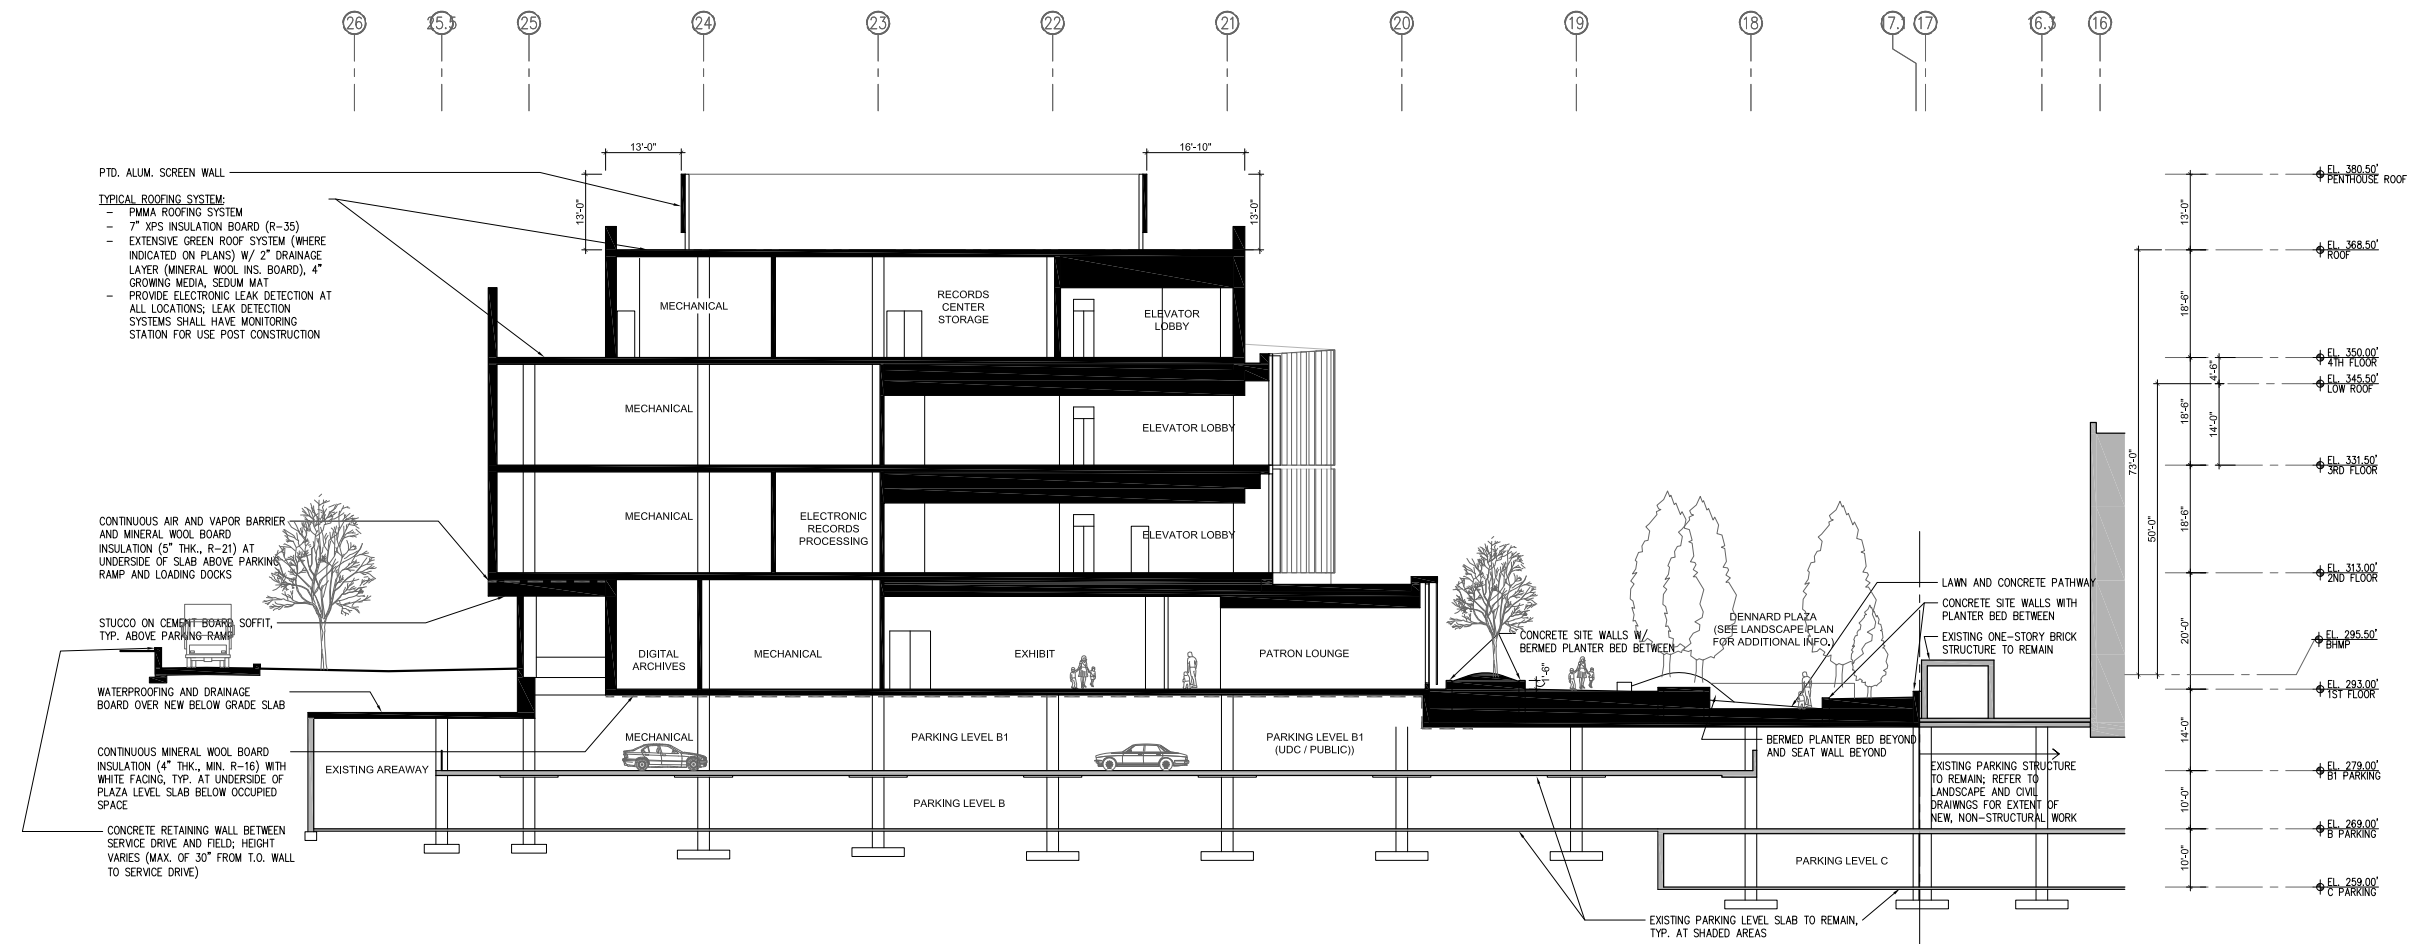 26 25.5 25 24 23 22 21 20 19 18 17.1 17 16.3 16
13'-0" 16'-10"
13'-0" 13'-0"
PTD. ALUM. SCREEN WALL
TYPICAL ROOFING SYSTEM:
– PMMA ROOFING SYSTEM
– 7" XPS INSULATION BOARD (R-35)
– EXTENSIVE GREEN ROOF SYSTEM (WHERE
INDICATED ON PLANS) W/ 2" DRAINAGE
LAYER (MINERAL WOOL INS. BOARD), 4"
GROWING MEDIA, SEDUM MAT
– PROVIDE ELECTRONIC LEAK DETECTION AT
ALL LOCATIONS; LEAK DETECTION
SYSTEMS SHALL HAVE MONITORING
STATION FOR USE POST CONSTRUCTION
CONTINUOUS AIR AND VAPOR BARRIER
AND MINERAL WOOL BOARD
INSULATION (5" THK., R-21) AT
UNDERSIDE OF SLAB ABOVE PARKING
RAMP AND LOADING DOCKS
STUCCO ON CEMENT BOARD SOFFIT,
TYP. ABOVE PARKING RAMP
WATERPROOFING AND DRAINAGE
BOARD OVER NEW BELOW GRADE SLAB
CONTINUOUS MINERAL WOOL BOARD
INSULATION (4" THK., MIN. R-16) WITH
WHITE FACING, TYP. AT UNDERSIDE OF
PLAZA LEVEL SLAB BELOW OCCUPIED
SPACE
CONCRETE RETAINING WALL BETWEEN
SERVICE DRIVE AND FIELD; HEIGHT
VARIES (MAX. OF 30" FROM T.O. WALL
TO SERVICE DRIVE)
MECHANICAL
RECORDS
CENTER
STORAGE
ELEVATOR
LOBBY
MECHANICAL
ELEVATOR LOBBY
MECHANICAL
ELECTRONIC
RECORDS
PROCESSING
ELEVATOR LOBBY
DIGITAL
ARCHIVES
MECHANICAL
EXHIBIT
PATRON LOUNGE
MECHANICAL
PARKING LEVEL B1
PARKING LEVEL B1
(UDC / PUBLIC))
EXISTING AREAWAY
PARKING LEVEL B
PARKING LEVEL C
CONCRETE SITE WALLS W/
BERMED PLANTER BED BETWEEN
DENNARD PLAZA
(SEE LANDSCAPE PLAN
FOR ADDITIONAL INFO.)
LAWN AND CONCRETE PATHWAY
CONCRETE SITE WALLS WITH
PLANTER BED BETWEEN
EXISTING ONE-STORY BRICK
STRUCTURE TO REMAIN
BERMED PLANTER BED BEYOND
AND SEAT WALL BEYOND
EXISTING PARKING STRUCTURE
TO REMAIN; REFER TO
LANDSCAPE AND CIVIL
DRAIWNGS FOR EXTENT OF
NEW, NON-STRUCTURAL WORK
EXISTING PARKING LEVEL SLAB TO REMAIN,
TYP. AT SHADED AREAS
73'-0"
50'-0"
13'-0"
18'-6"
18'-6"
18'-6"
20'-0"
14'-0"
10'-0"
10'-0"
4'-6"
14'-0"
EL. 380.50'
PENTHOUSE ROOF
EL. 368.50'
ROOF
EL. 350.00'
4TH FLOOR
EL. 345.50'
LOW ROOF
EL. 331.50'
3RD FLOOR
EL. 313.00'
2ND FLOOR
EL. 295.50'
BHMP
EL. 293.00'
1ST FLOOR
EL. 279.00'
B1 PARKING
EL. 269.00'
B PARKING
EL. 259.00'
C PARKING